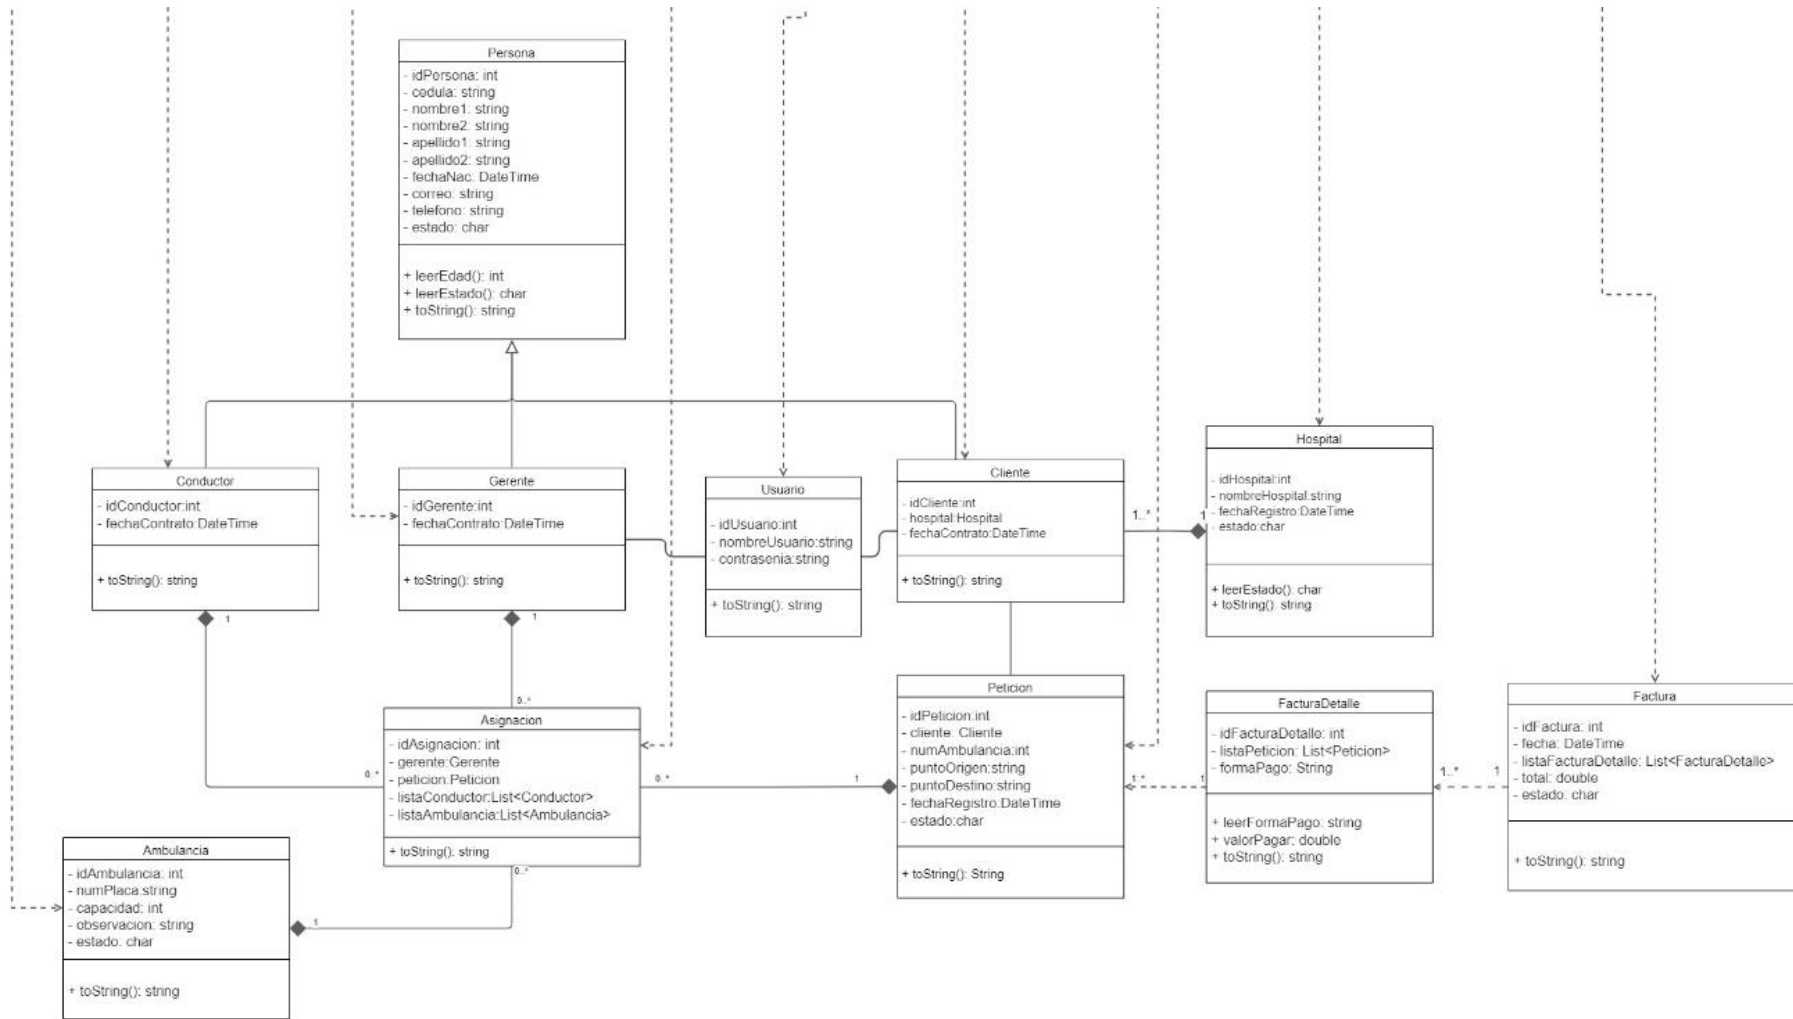 Persona
- idPersona: int
- cedula: string
- nombre1: string
- nombre2: string
- apellido1: string
- apellido2: string
- fechaNac: DateTime
- correo: string
- telefono: string
- estado: char
+ leerEdad(): int
+ leerEstado(): char
+ toString(): string
Conductor
- idConductor:int
- fechaContrato:DateTime
+ toString(): string
1
Gerente
- idGerente:int
- fechaContrato:DateTime
+ toString(): string
1
Usuario
- idUsuario:int
- nombreUsuario:string
- contrasenia:string
+ toString(): string
Cliente
- idCliente:int
- hospital:Hospital
- fechaContrato:DateTime
+ toString(): string
1..*
1
Hospital
- idHospital:int
- nombreHospital:string
- fechaRegistro:DateTime
- estado:char
+ leerEstado(): char
+ toString(): string
0..*
Asignacion
- idAsignacion: int
- gerente:Gerente
- peticion:Peticion
- listaConductor:List<Conductor>
- listaAmbulancia:List<Ambulancia>
+ toString(): string
0..*
0..*
0..*
1
Peticion
- idPeticion:int
- cliente: Cliente
- numAmbulancia:int
- puntoOrigen:string
- puntoDestino:string
- fechaRegistro:DateTime
- estado:char
+ toString(): String
1..*
1
FacturaDetalle
- idFacturaDetalle: int
- listaPeticion: List<Peticion>
- formaPago: String
+ leerFormaPago: string
+ valorPagar: double
+ toString(): string
1..*
1
Factura
- idFactura: int
- fecha: DateTime
- listaFacturaDetalle: List<FacturaDetalle>
- total: double
- estado: char
+ toString(): string
Ambulancia
- idAmbulancia: int
- numPlaca:string
- capacidad: int
- observacion: string
- estado: char
+ toString(): string
1